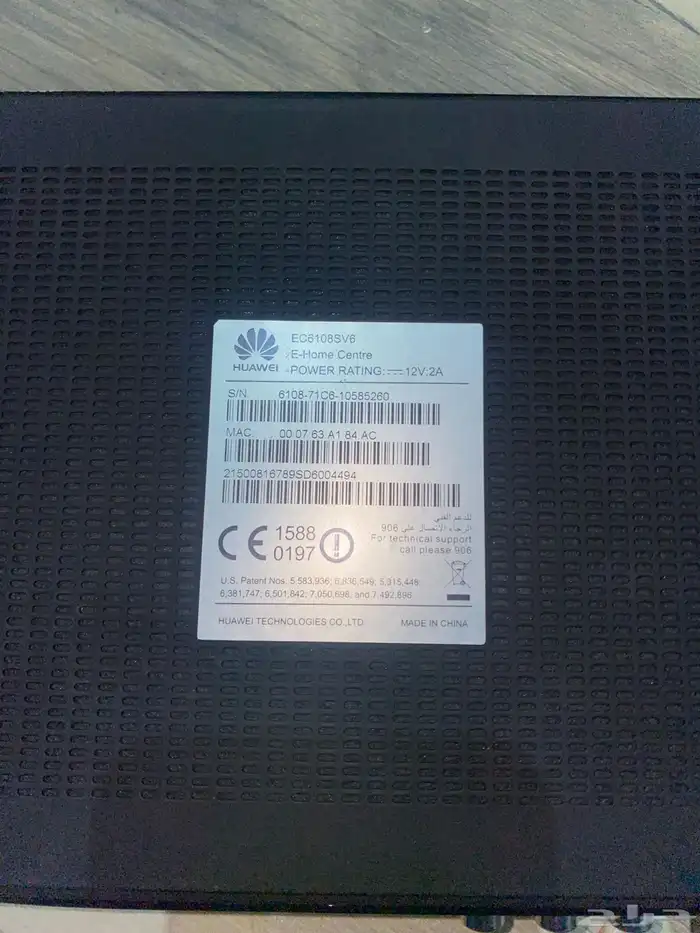 HUAWEI
EC6108SV6
E-Home Centre
POWER RATING: ⎓ 12V;2A
S/N 6108-71C6-10585260
MAC: 00 07 63 A1 84 AC
21500816789SD6004494
CE 1588
0197
للدعم الفني
الرجاء الاتصال على 906
For technical support
call please 906
U.S. Patent Nos. 5,583,936; 6,836,549; 5,315,448;
6,381,747; 6,501,842; 7,050,698; and 7,492,896
HUAWEI TECHNOLOGIES CO.,LTD. MADE IN CHINA
حراج